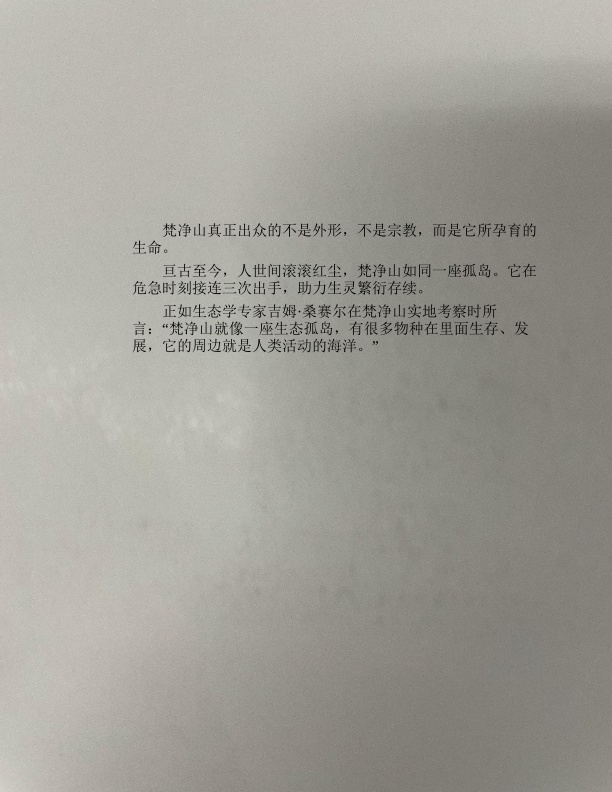 梵净山真正出众的不是外形，不是宗教，而是它所孕育的
生命。
亘古至今，人世间滚滚红尘，梵净山如同一座孤岛。它在
危急时刻接连三次出手，助力生灵繁衍存续。
正如生态学专家吉姆·桑赛尔在梵净山实地考察时所
言：“梵净山就像一座生态孤岛，有很多物种在里面生存、发
展，它的周边就是人类活动的海洋。”